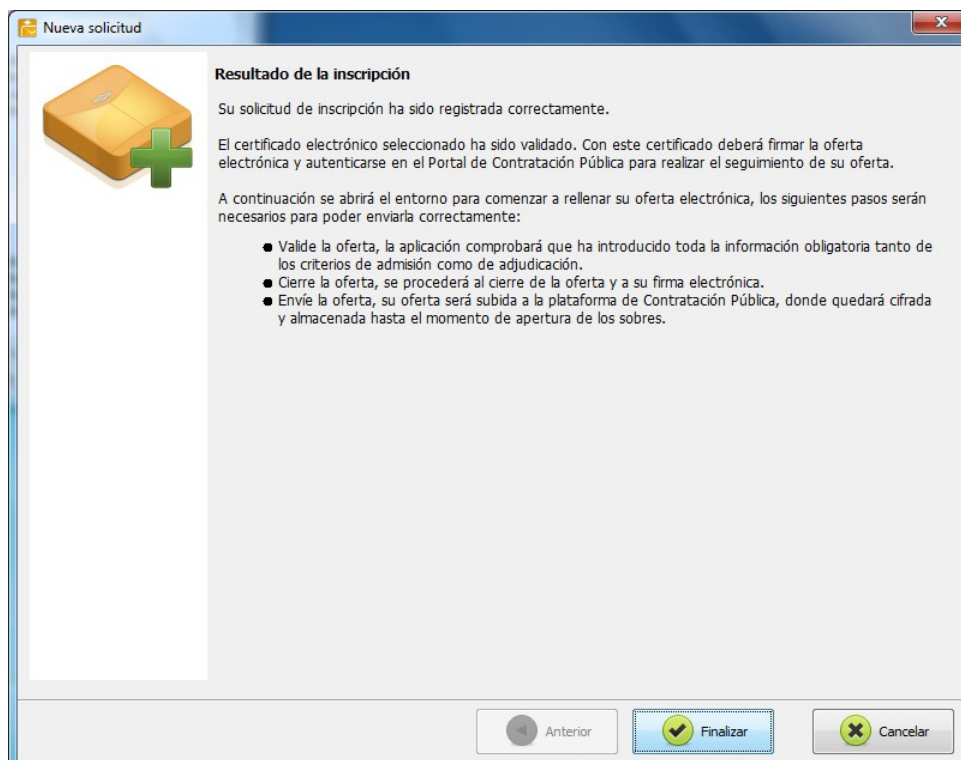 Nueva solicitud
Resultado de la inscripción
Su solicitud de inscripción ha sido registrada correctamente.
El certificado electrónico seleccionado ha sido validado. Con este certificado deberá firmar la oferta
electrónica y autenticarse en el Portal de Contratación Pública para realizar el seguimiento de su oferta.
A continuación se abrirá el entorno para comenzar a rellenar su oferta electrónica, los siguientes pasos serán
necesarios para poder enviarla correctamente:
● Valide la oferta, la aplicación comprobará que ha introducido toda la información obligatoria tanto de
los criterios de admisión como de adjudicación.
● Cierre la oferta, se procederá al cierre de la oferta y a su firma electrónica.
● Envíe la oferta, su oferta será subida a la plataforma de Contratación Pública, donde quedará cifrada
y almacenada hasta el momento de apertura de los sobres.
Anterior Finalizar Cancelar